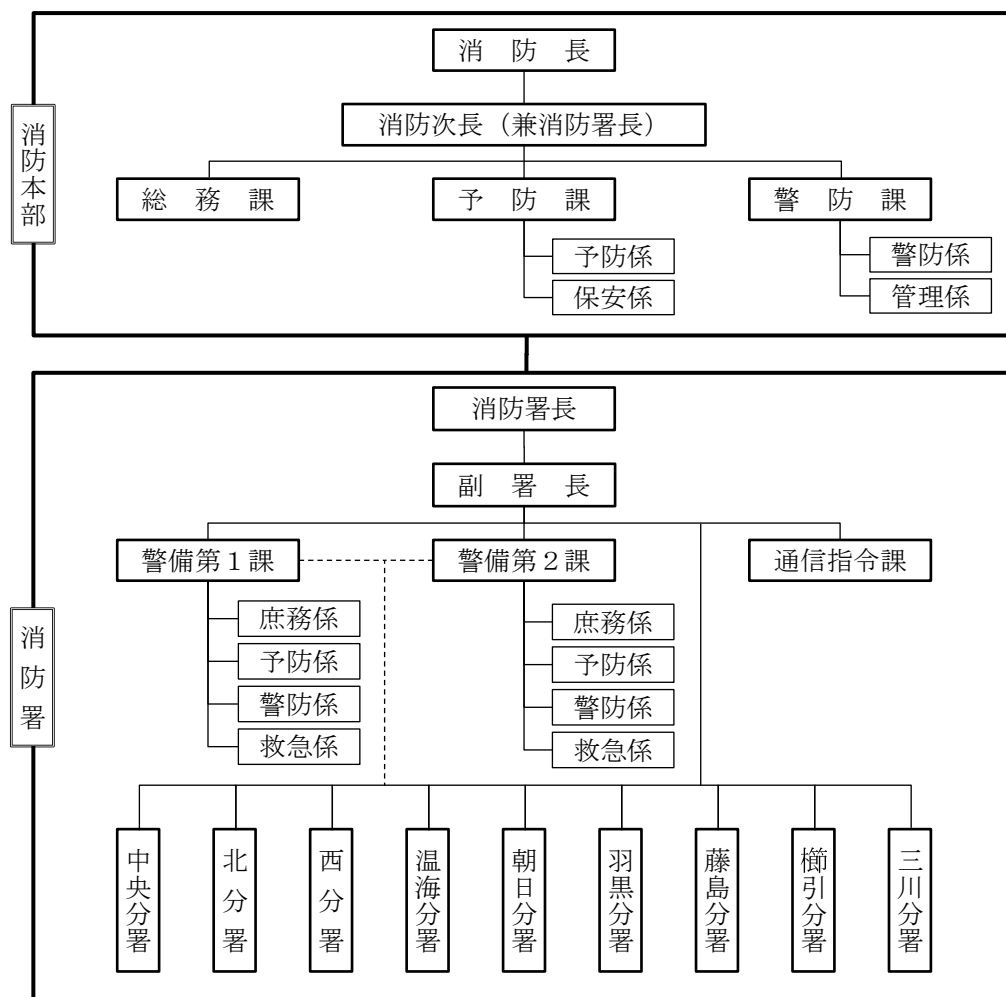 消防本部
消防長
消防次長（兼消防署長）
総務課
予防課
警防課
予防係
保安係
警防係
管理係
消防署
消防署長
副署長
警備第１課
警備第２課
通信指令課
庶務係
予防係
警防係
救急係
庶務係
予防係
警防係
救急係
中央分署
北分署
西分署
温海分署
朝日分署
羽黒分署
藤島分署
櫛引分署
三川分署